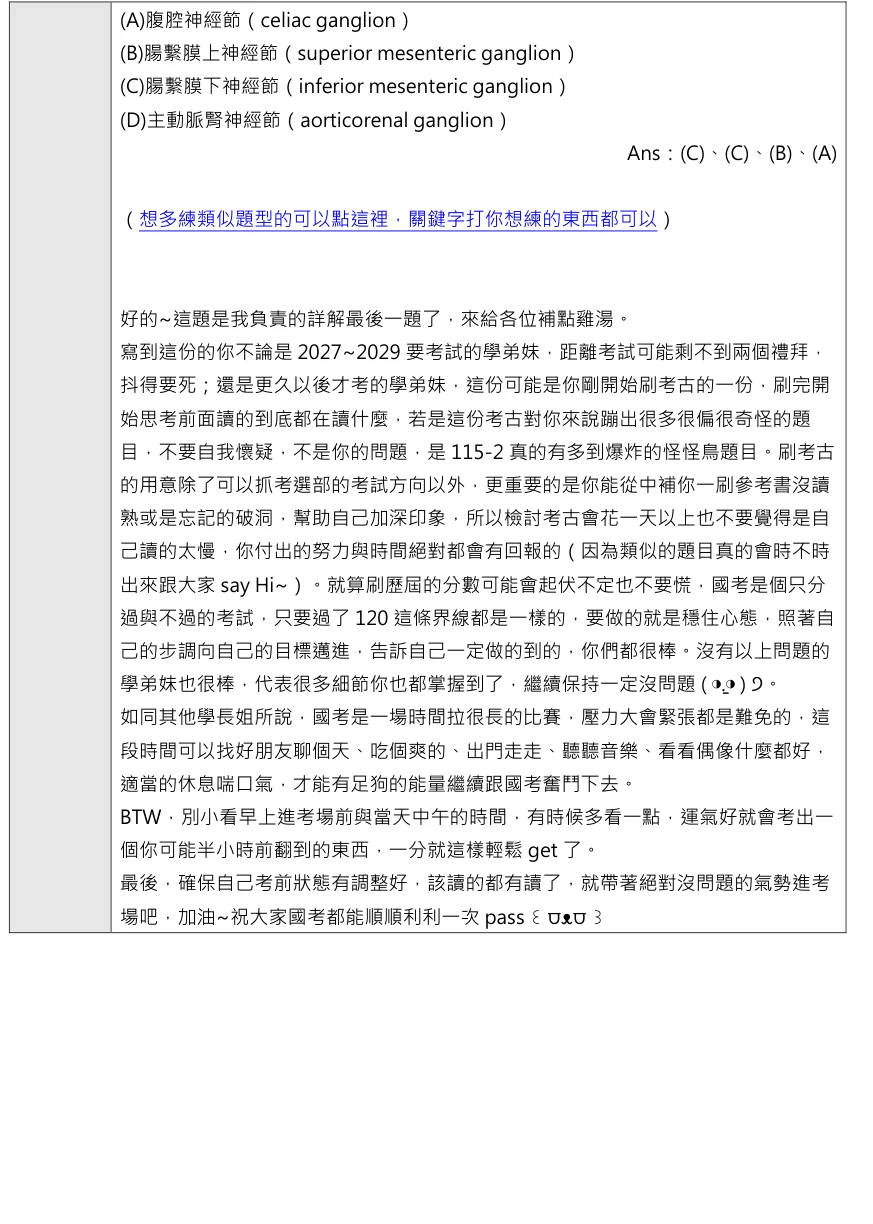 (A)腹腔神經節（celiac ganglion）
(B)腸繫膜上神經節（superior mesenteric ganglion）
(C)腸繫膜下神經節（inferior mesenteric ganglion）
(D)主動脈腎神經節（aorticorenal ganglion）
Ans：(C)、(C)、(B)、(A)
（想多練類似題型的可以點這裡，關鍵字打你想練的東西都可以）
好的~這題是我負責的詳解最後一題了，來給各位補點雞湯。
寫到這份的你不論是 2027~2029 要考試的學弟妹，距離考試可能剩不到兩個禮拜，
抖得要死；還是更久以後才考的學弟妹，這份可能是你剛開始刷考古的一份，刷完開
始思考前面讀的到底都在讀什麼，若是這份考古對你來說蹦出很多很偏很奇怪的題
目，不要自我懷疑，不是你的問題，是 115-2 真的有多到爆炸的怪怪鳥題目。刷考古
的用意除了可以抓考選部的考試方向以外，更重要的是你能從中補你一刷參考書沒讀
熟或是忘記的破洞，幫助自己加深印象，所以檢討考古會花一天以上也不要覺得是自
己讀的太慢，你付出的努力與時間絕對都會有回報的（因為類似的題目真的會時不時
出來跟大家 say Hi~）。就算刷歷屆的分數可能會起伏不定也不要慌，國考是個只分
過與不過的考試，只要過了 120 這條界線都是一樣的，要做的就是穩住心態，照著自
己的步調向自己的目標邁進，告訴自己一定做的到的，你們都很棒。沒有以上問題的
學弟妹也很棒，代表很多細節你也都掌握到了，繼續保持一定沒問題 ( ◑.̫◑ ) ੭。
如同其他學長姐所說，國考是一場時間拉很長的比賽，壓力大會緊張都是難免的，這
段時間可以找好朋友聊個天、吃個爽的、出門走走、聽聽音樂、看看偶像什麼都好，
適當的休息喘口氣，才能有足狗的能量繼續跟國考奮鬥下去。
BTW，別小看早上進考場前與當天中午的時間，有時候多看一點，運氣好就會考出一
個你可能半小時前翻到的東西，一分就這樣輕鬆 get 了。
最後，確保自己考前狀態有調整好，該讀的都有讀了，就帶著絕對沒問題的氣勢進考
場吧，加油~祝大家國考都能順順利利一次 pass ꒰ ⩌ᴥ⩌ ꒱